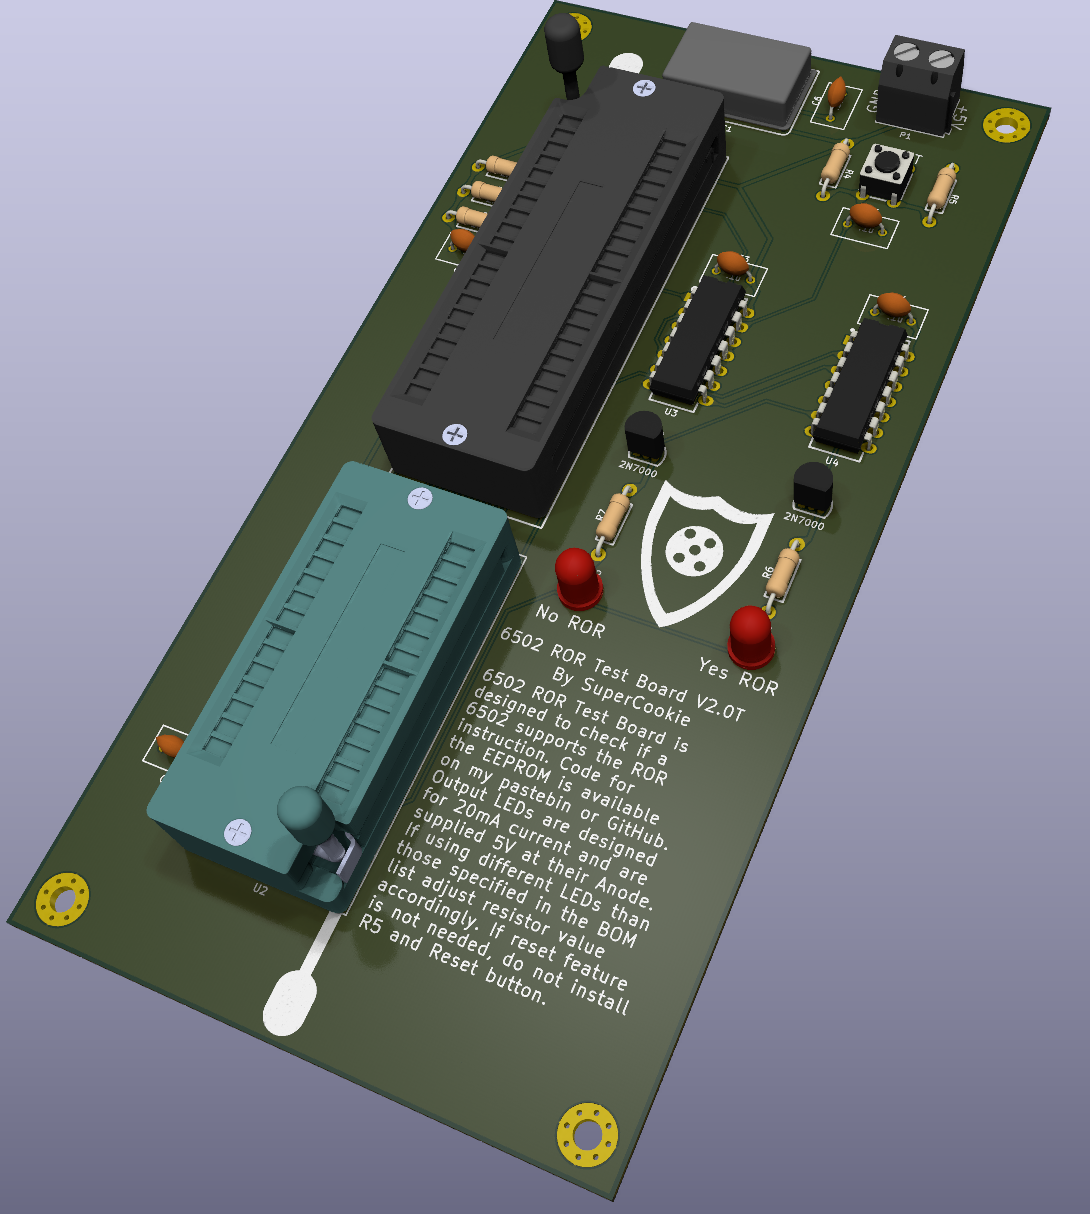 GND
+5V
P1
R4
R5
U3
U4
2N7000
2N7000
R7
R6
No ROR
Yes ROR
6502 ROR Test Board V2.0T
By SuperCookie
6502 ROR Test Board is
designed to check if a
6502 supports the ROR
instruction. Code for
the EEPROM is available
on my pastebin or GitHub.
Output LEDs are designed
for 20mA current and are
supplied 5V at their Anode.
If using different LEDs than
those specified in the BOM
list adjust resistor value
accordingly. If reset feature
is not needed, do not install
R5 and Reset button.
U2